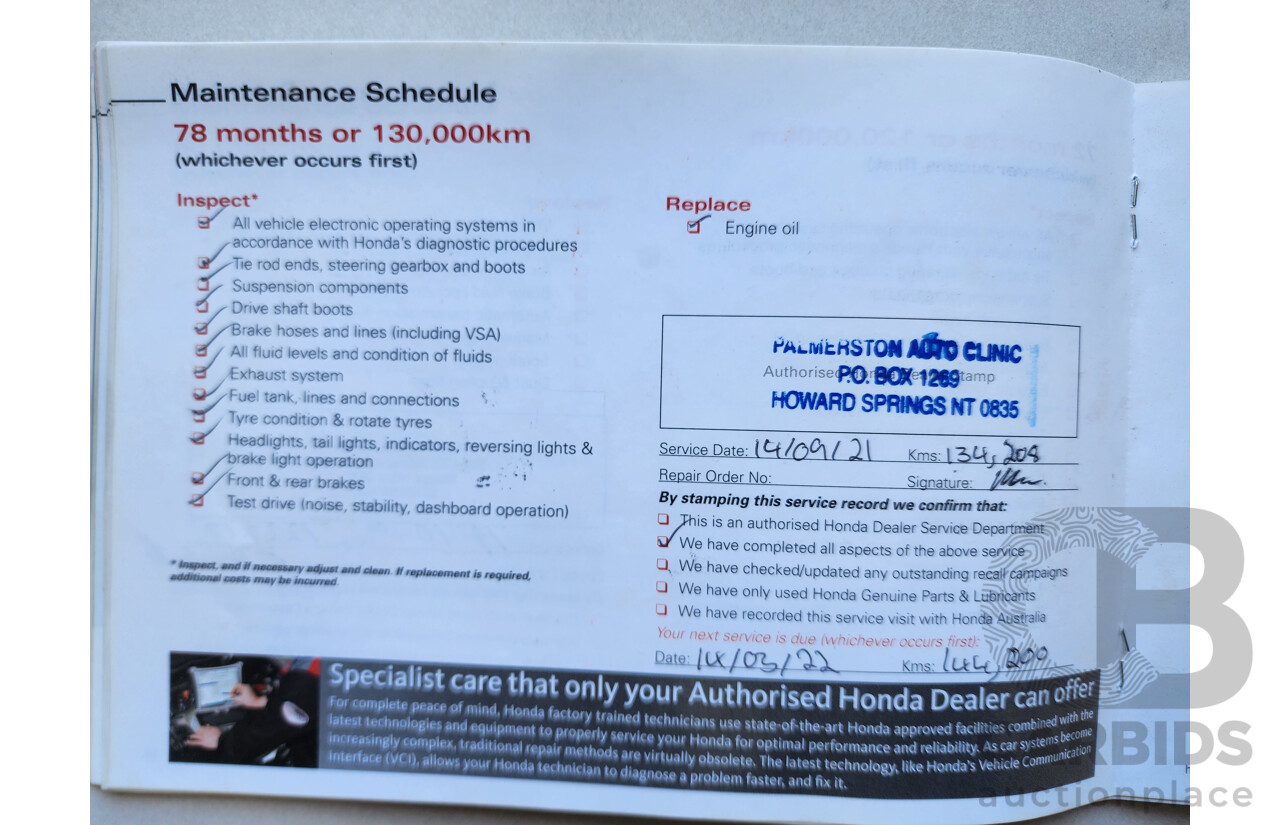 Maintenance Schedule
78 months or 130,000km
(whichever occurs first)
Inspect*
All vehicle electronic operating systems in
accordance with Honda's diagnostic procedures
Tie rod ends, steering gearbox and boots
Suspension components
Drive shaft boots
Brake hoses and lines (including VSA)
All fluid levels and condition of fluids
Exhaust system
Fuel tank, lines and connections
Tyre condition & rotate tyres
Headlights, tail lights, indicators, reversing lights &
brake light operation
Front & rear brakes
Test drive (noise, stability, dashboard operation)
* Inspect, and if necessary adjust and clean. If replacement is required,
additional costs may be incurred.
Replace
Engine oil
PALMERSTON AUTO CLINIC
Authorised Stamp
P.O. BOX 1269
HOWARD SPRINGS NT 0835
Service Date: 14/09/21 Kms: 134,208
Repair Order No: Signature:
By stamping this service record we confirm that:
This is an authorised Honda Dealer Service Department
We have completed all aspects of the above service
We have checked/updated any outstanding recall campaigns
We have only used Honda Genuine Parts & Lubricants
We have recorded this service visit with Honda Australia
Your next service is due (whichever occurs first):
Date: 14/03/22 Kms: 144,200
Specialist care that only your Authorised Honda Dealer can offer
For complete peace of mind, Honda factory trained technicians use state-of-the-art Honda approved facilities combined with the
latest technologies and equipment to properly service your Honda for optimal performance and reliability. As car systems become
increasingly complex, traditional repair methods are virtually obsolete. The latest technology, like Honda's Vehicle Communication
Interface (VCI), allows your Honda technician to diagnose a problem faster, and fix it.
B
RBIDS
auctionplace